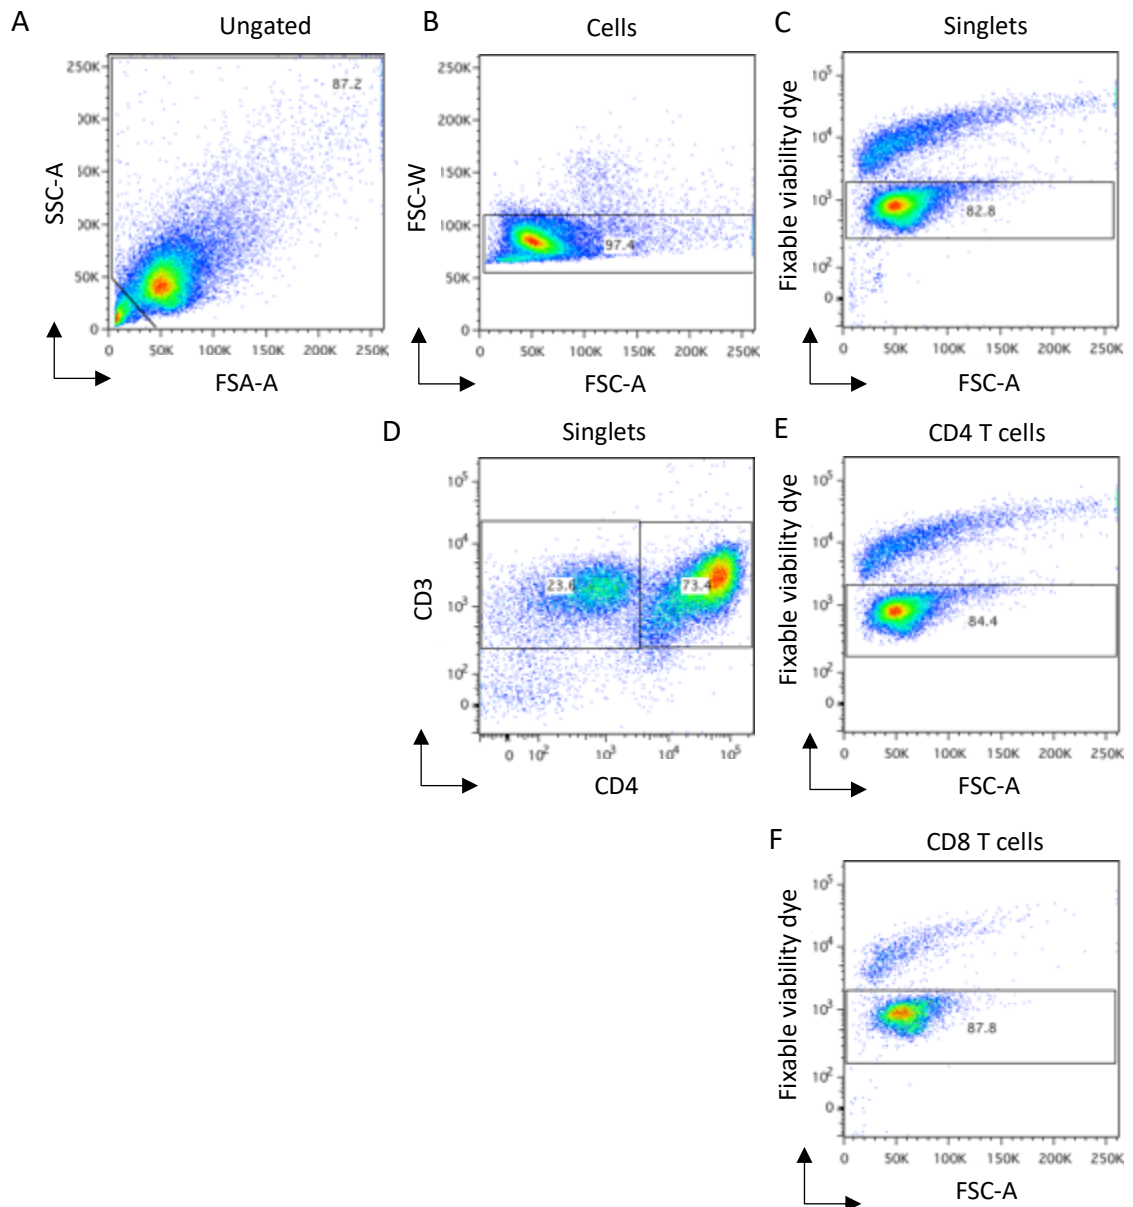 A
Ungated
250K
00K
50K
00K
50K
0
87.2
SSC-A
0 50K 100K 150K 200K 250K
FSA-A
B
Cells
250K
200K
150K
100K
50K
0
97.4
FSC-W
0 50K 100K 150K 200K 250K
FSC-A
C
Singlets
10⁵
10⁴
10³
10²
0
82.8
Fixable viability dye
0 50K 100K 150K 200K 250K
FSC-A
D
Singlets
10⁵
10⁴
10³
10²
0
23.6
73.4
CD3
0 10² 10³ 10⁴ 10⁵
CD4
E
CD4 T cells
10⁵
10⁴
10³
10²
0
84.4
Fixable viability dye
0 50K 100K 150K 200K 250K
FSC-A
F
CD8 T cells
10⁵
10⁴
10³
10²
0
87.8
Fixable viability dye
0 50K 100K 150K 200K 250K
FSC-A